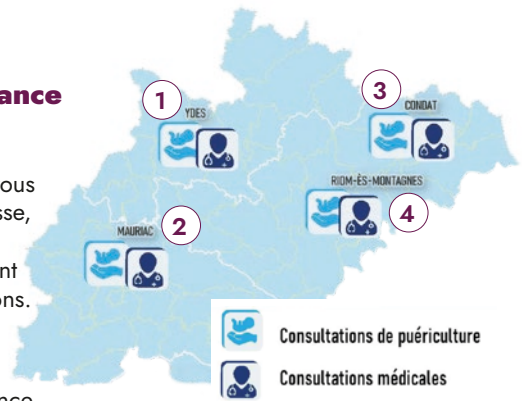 ance
ous
sse,
nt
ons.
nce
1
YDES
3
CONDAT
RIOM-ÈS-MONTAGNES
4
2
MAURIAC
Consultations de puériculture
Consultations médicales